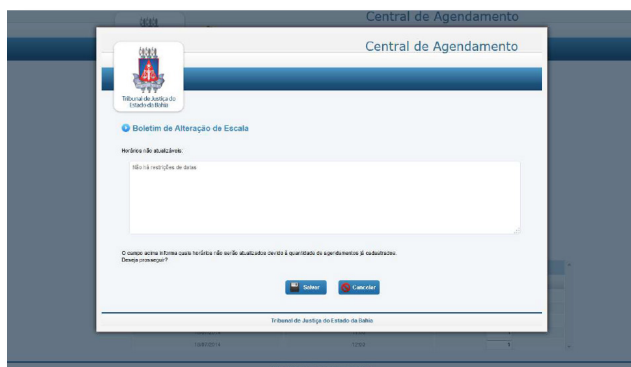 Central de Agendamento
Central de Agendamento
Tribunal de Justiça do
Estado da Bahia
Boletim de Alteração de Escala
Horários não atualizáveis:
Não há restrições de datas
O campo acima informa quais horários não serão atualizados devido à quantidade de agendamentos já cadastrados.
Deseja prosseguir?
Salvar
Cancelar
Tribunal de Justiça do Estado da Bahia